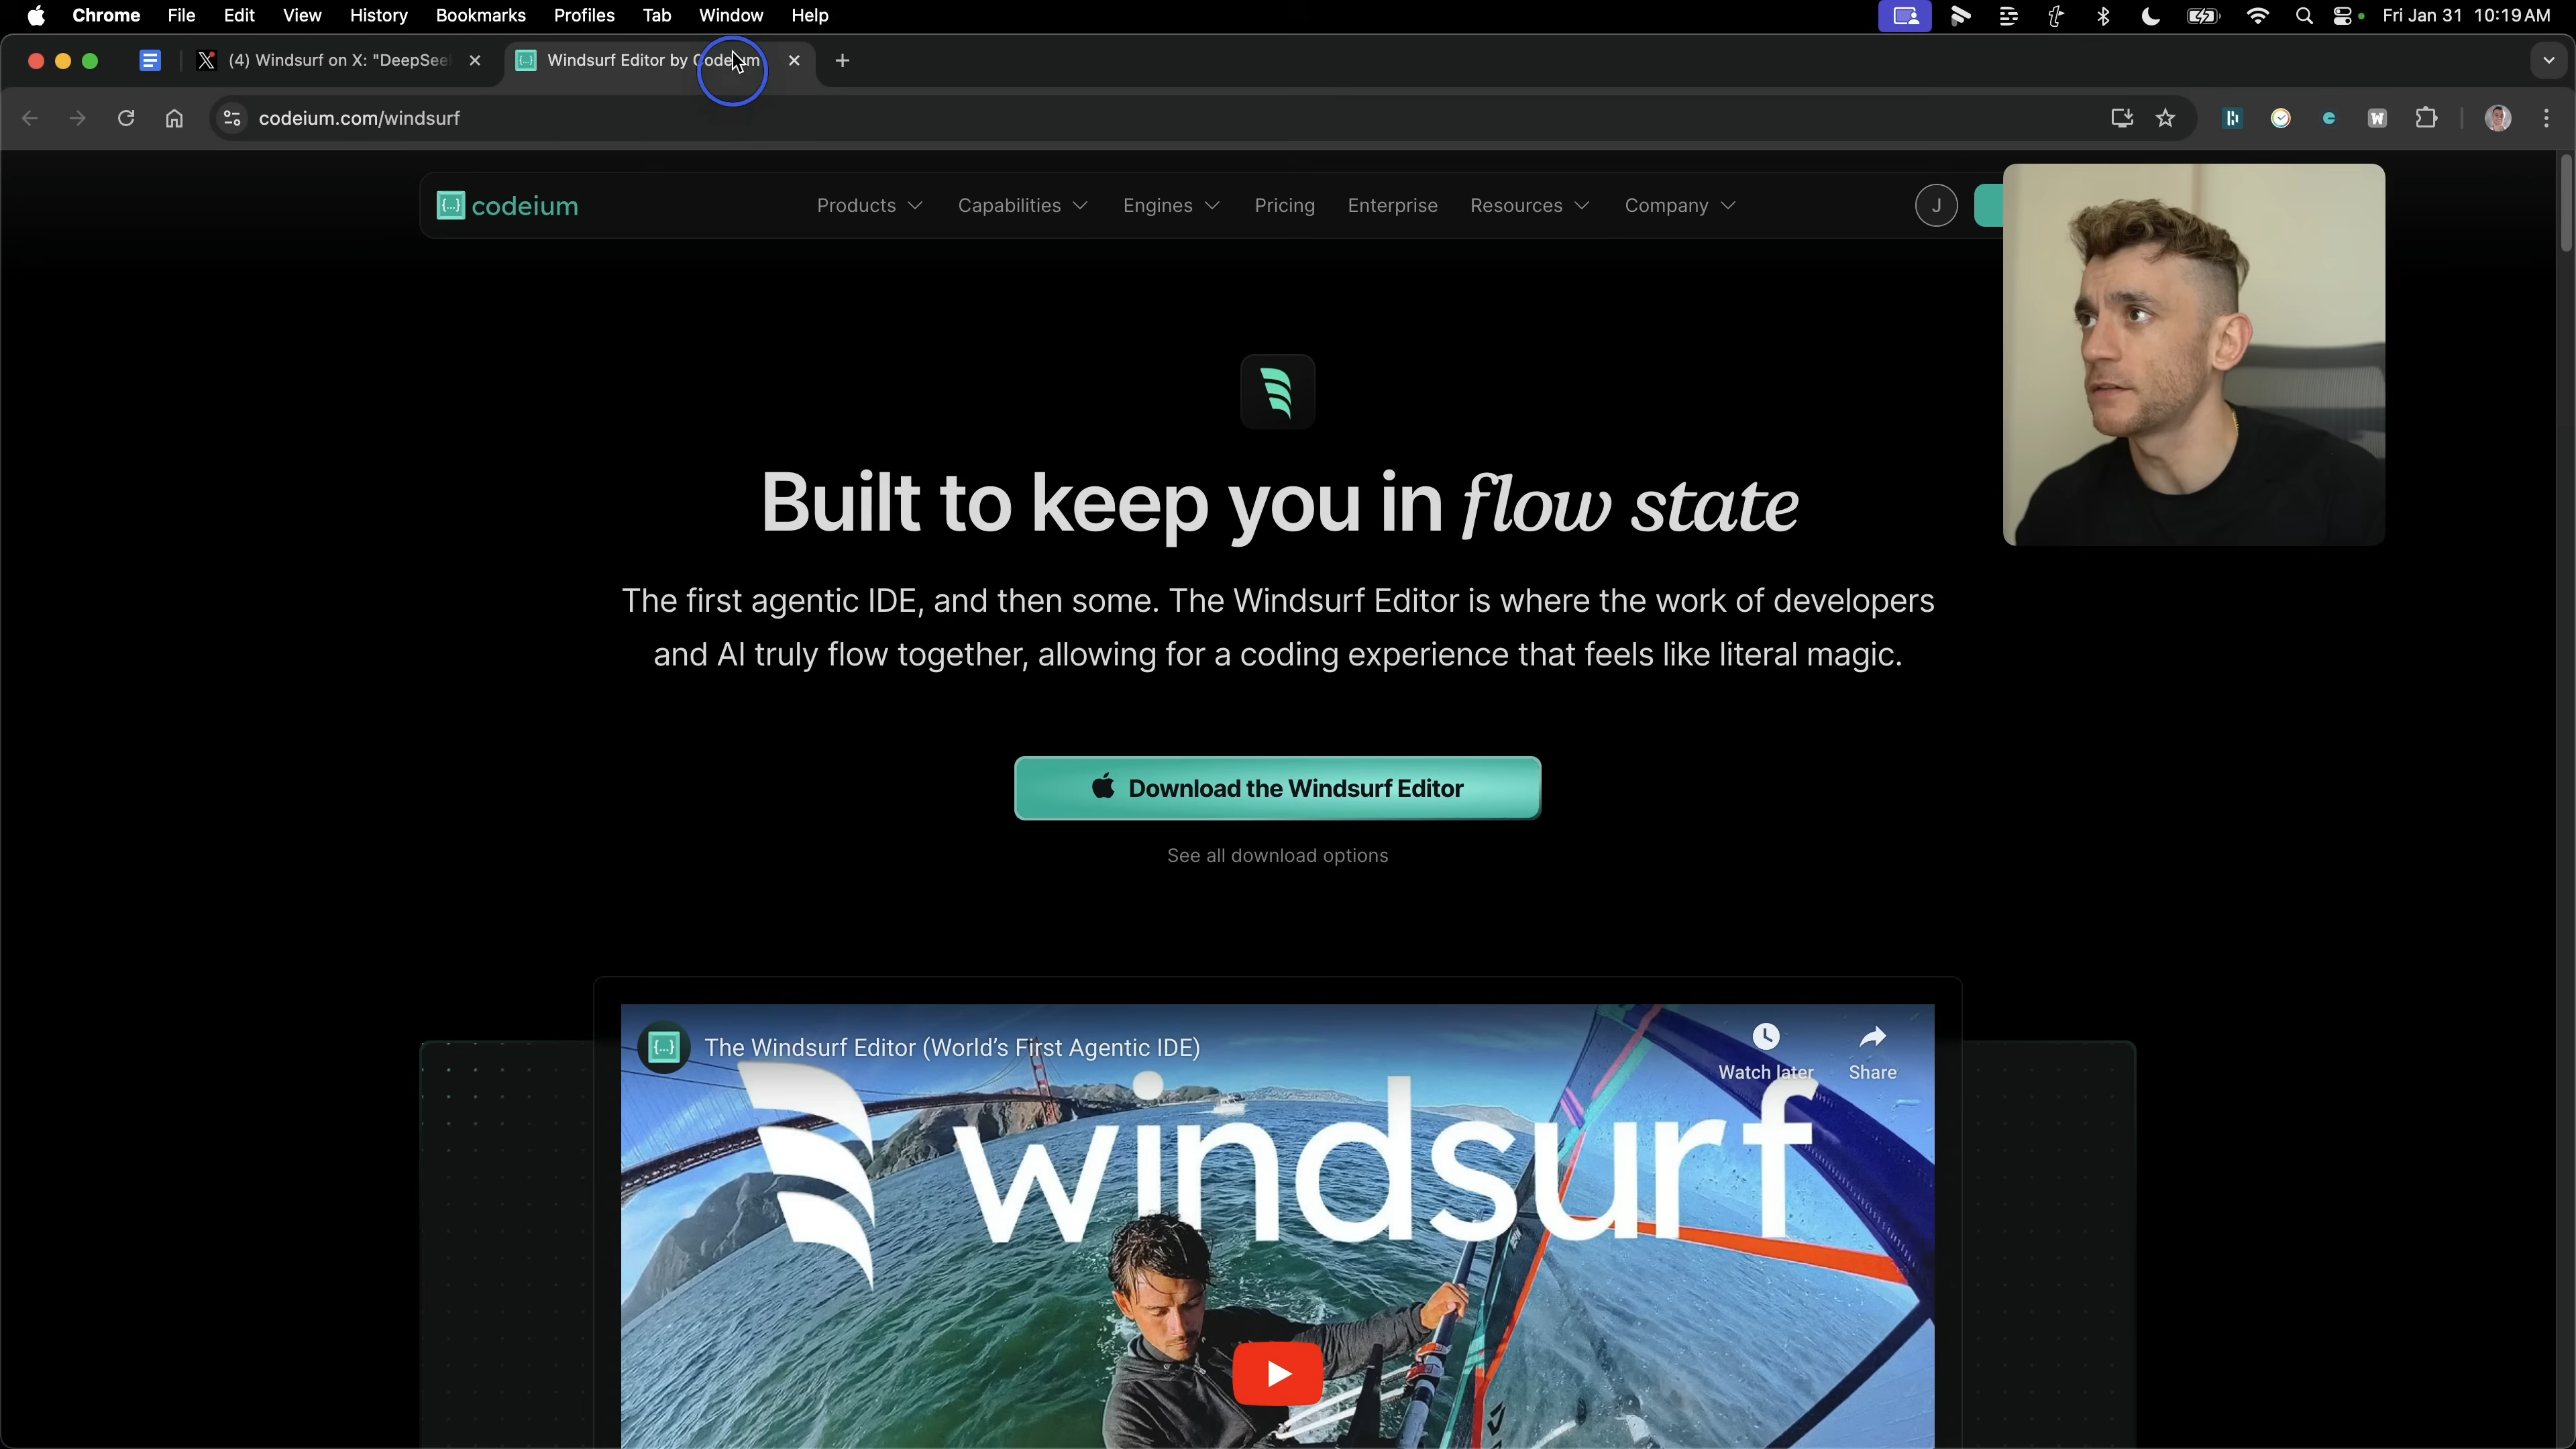 Chrome File Edit View History Bookmarks Profiles Tab Window Help Fri Jan 31 10:19 AM
(4) Windsurf on X: "DeepSee
Windsurf Editor by Codeium
codeium.com/windsurf
{...} codeium Products Capabilities Engines Pricing Enterprise Resources Company J
Built to keep you in flow state
The first agentic IDE, and then some. The Windsurf Editor is where the work of developers
and AI truly flow together, allowing for a coding experience that feels like literal magic.
Download the Windsurf Editor
See all download options
{...} The Windsurf Editor (World’s First Agentic IDE)
Watch later Share
windsurf